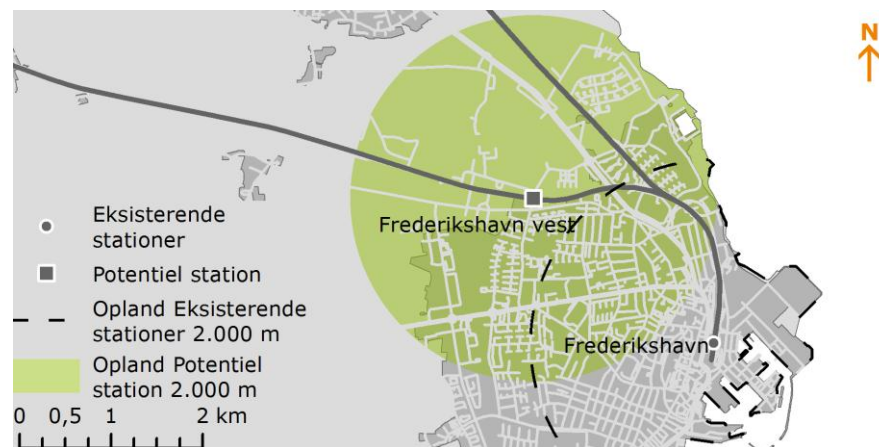 N
Frederikshavn vest
Frederikshavn
Eksisterende
stationer
Potentiel station
Opland Eksisterende
stationer 2.000 m
Opland Potentiel
station 2.000 m
0 0,5 1 2 km